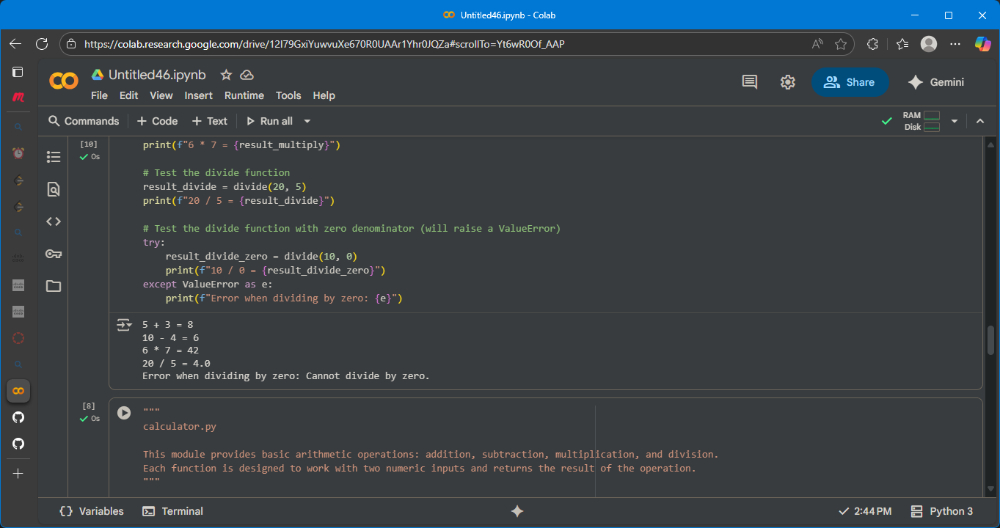 Untitled46.ipynb - Colab
https://colab.research.google.com/drive/12I79GxiYuwvuXe670R0UAAr1Yhr0JQZa#scrollTo=Yt6wR0Of_AAP
Untitled46.ipynb
File Edit View Insert Runtime Tools Help
Share
Gemini
Commands + Code + Text Run all
RAM
Disk
[10]
0s
print(f"6 * 7 = {result_multiply}")
# Test the divide function
result_divide = divide(20, 5)
print(f"20 / 5 = {result_divide}")
# Test the divide function with zero denominator (will raise a ValueError)
try:
    result_divide_zero = divide(10, 0)
    print(f"10 / 0 = {result_divide_zero}")
except ValueError as e:
    print(f"Error when dividing by zero: {e}")
5 + 3 = 8
10 - 4 = 6
6 * 7 = 42
20 / 5 = 4.0
Error when dividing by zero: Cannot divide by zero.
[8]
0s
"""
calculator.py
This module provides basic arithmetic operations: addition, subtraction, multiplication, and division.
Each function is designed to work with two numeric inputs and returns the result of the operation.
"""
{} Variables Terminal
2:44 PM Python 3